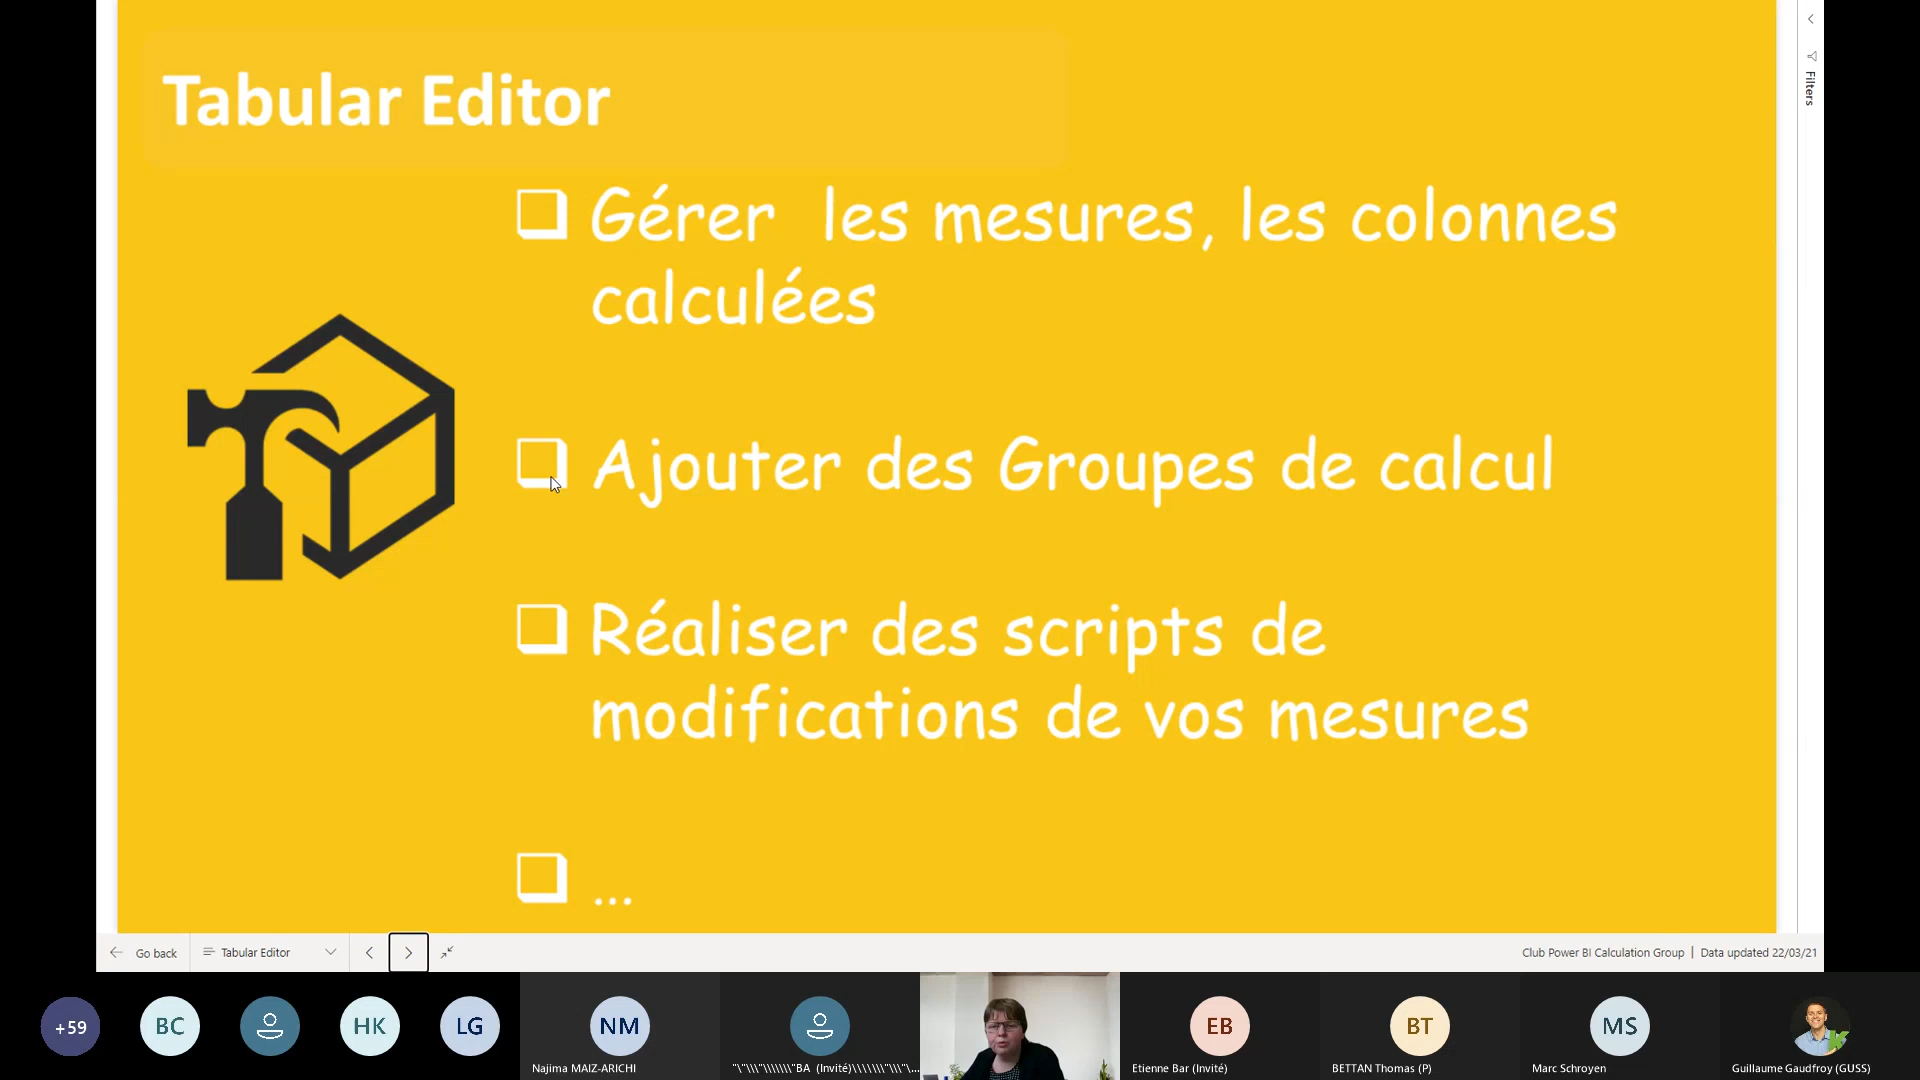 Tabular Editor
Gérer les mesures, les colonnes
calculées
Ajouter des Groupes de calcul
Réaliser des scripts de
modifications de vos mesures
...
Filters
Go back
Tabular Editor
Club Power BI Calculation Group | Data updated 22/03/21
+59
BC
HK
LG
NM
EB
BT
MS
Najima MAIZ-ARICHI
"\"\\\"\\\\\\\"BA (Invité)\\\\\\\"\\\"\...
Etienne Bar (Invité)
BETTAN Thomas (P)
Marc Schroyen
Guillaume Gaudfroy (GUSS)